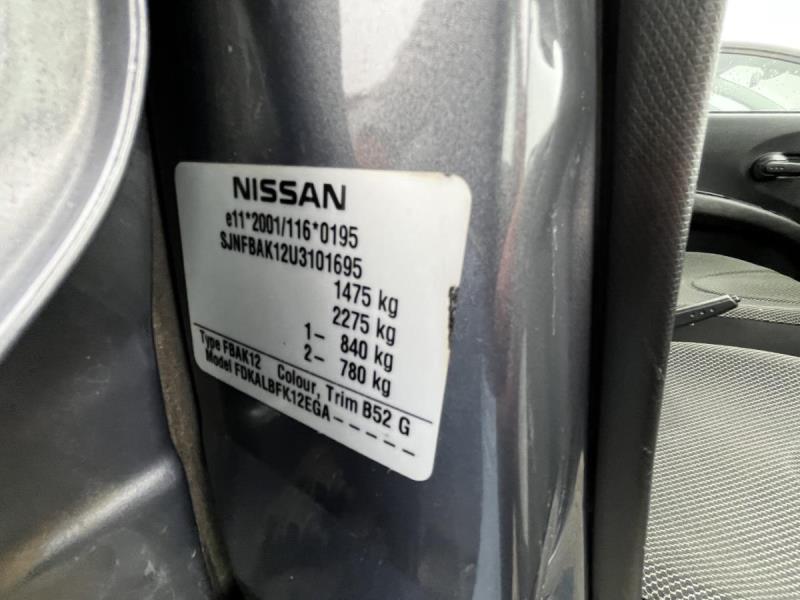 NISSAN
e11*2001/116*0195
SJNFBAK12U3101695
1475 kg
2275 kg
1– 840 kg
2– 780 kg
Type FBAK12 Colour, Trim B52 G
Model FDKALBFK12EGA–––––